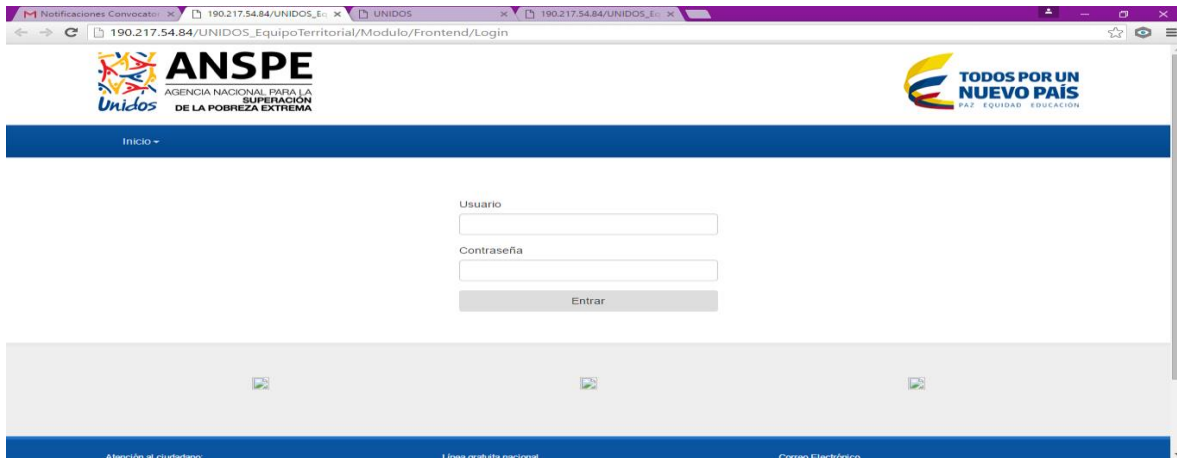 Notificaciones Convocator
190.217.54.84/UNIDOS_Eq
UNIDOS
190.217.54.84/UNIDOS_Eq
190.217.54.84/UNIDOS_EquipoTerritorial/Modulo/Frontend/Login
Unidos
ANSPE
AGENCIA NACIONAL PARA LA
SUPERACIÓN
DE LA POBREZA EXTREMA
TODOS POR UN
NUEVO PAÍS
PAZ EQUIDAD EDUCACIÓN
Inicio
Usuario
Contraseña
Entrar
Atención al ciudadano:
Línea gratuita nacional
Correo Electrónico